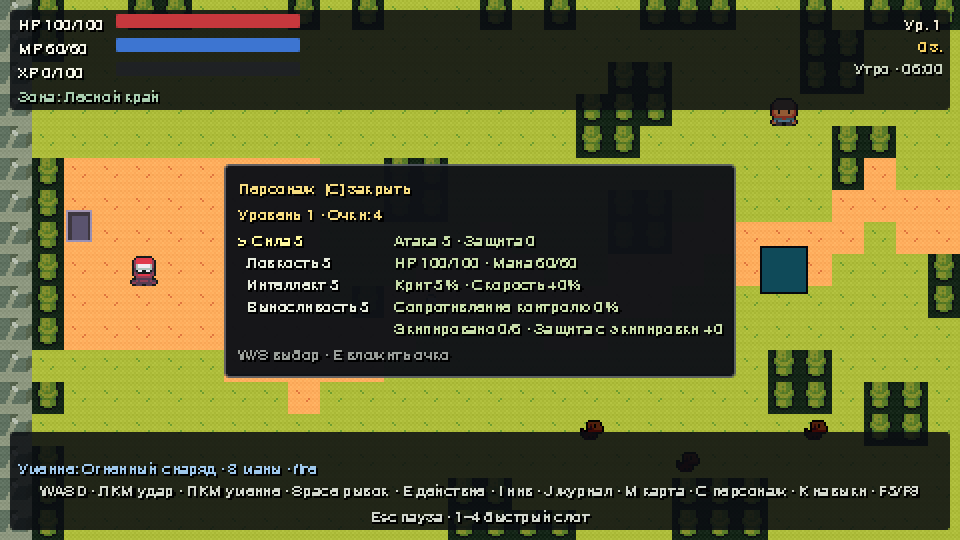 HP 100/100
Ур. 1
MP 60/60
0 з.
XP 0/100
Утро · 06:00
Зона: Лесной край
Персонаж [C] закрыть
Уровень 1 · Очки: 4
> Сила 5
Атака 5 · Защита 0
Ловкость 5
HP 100/100 · Мана 60/60
Интеллект 5
Крит 5% · Скорость +0%
Выносливость 5
Сопротивление контролю 0%
Экипировано 0/6 · Защита с экипировки +0
W/S выбор · E вложить очко
Умение: Огненный снаряд · 8 маны · fire
WASD · ЛКМ удар · ПКМ умение · Space рывок · E действие · I инв · J журнал · M карта · C персонаж · K навыки · F5/F9
Esc пауза · 1–4 быстрый слот